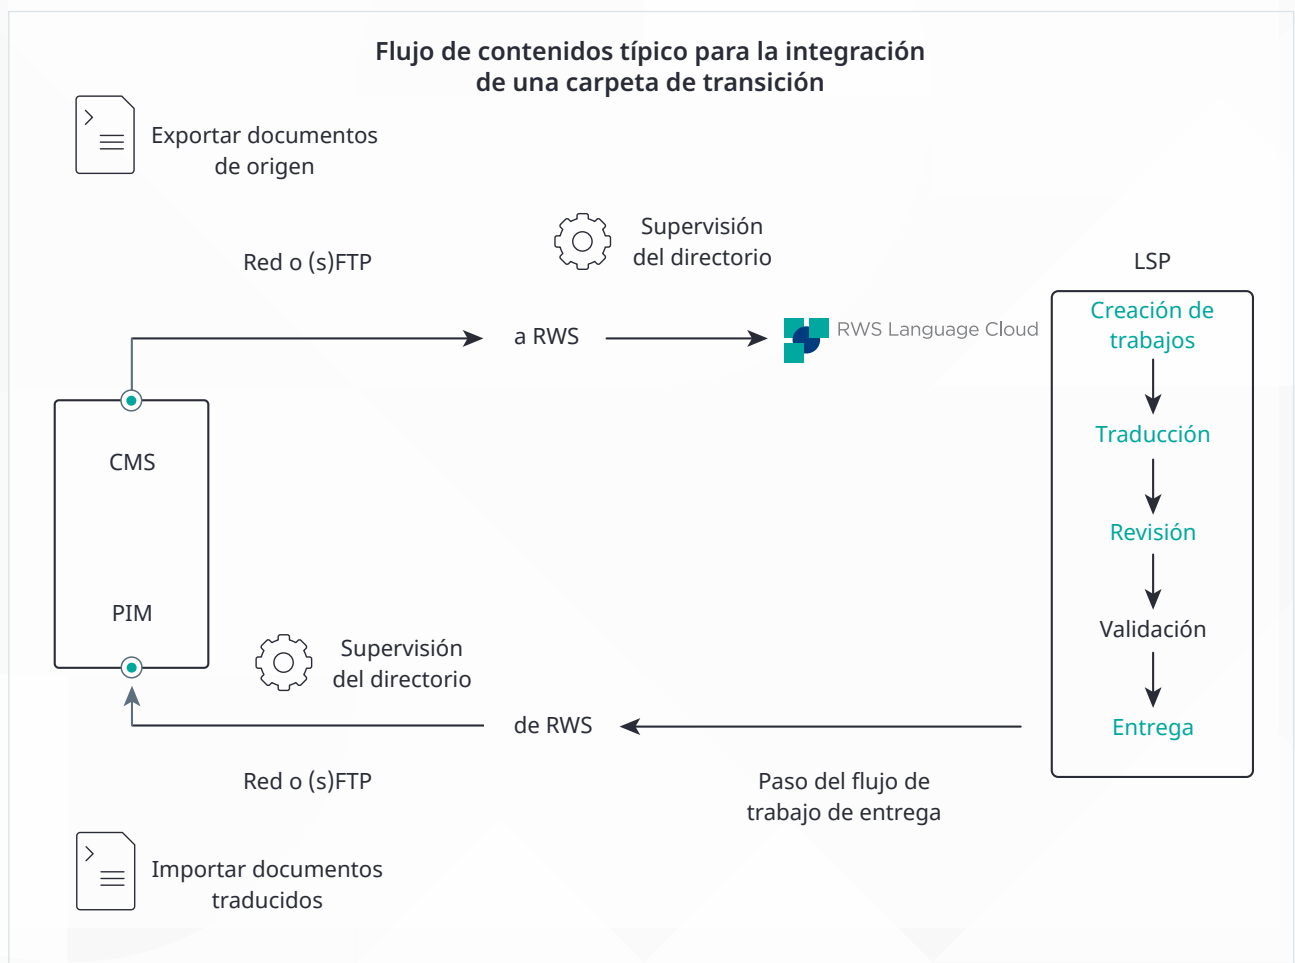 Flujo de contenidos típico para la integración
de una carpeta de transición
Exportar documentos
de origen
Supervisión
del directorio
Red o (s)FTP
LSP
a RWS
RWS Language Cloud
Creación de
trabajos
Traducción
Revisión
Validación
Entrega
CMS
PIM
Supervisión
del directorio
de RWS
Red o (s)FTP
Paso del flujo de
trabajo de entrega
Importar documentos
traducidos